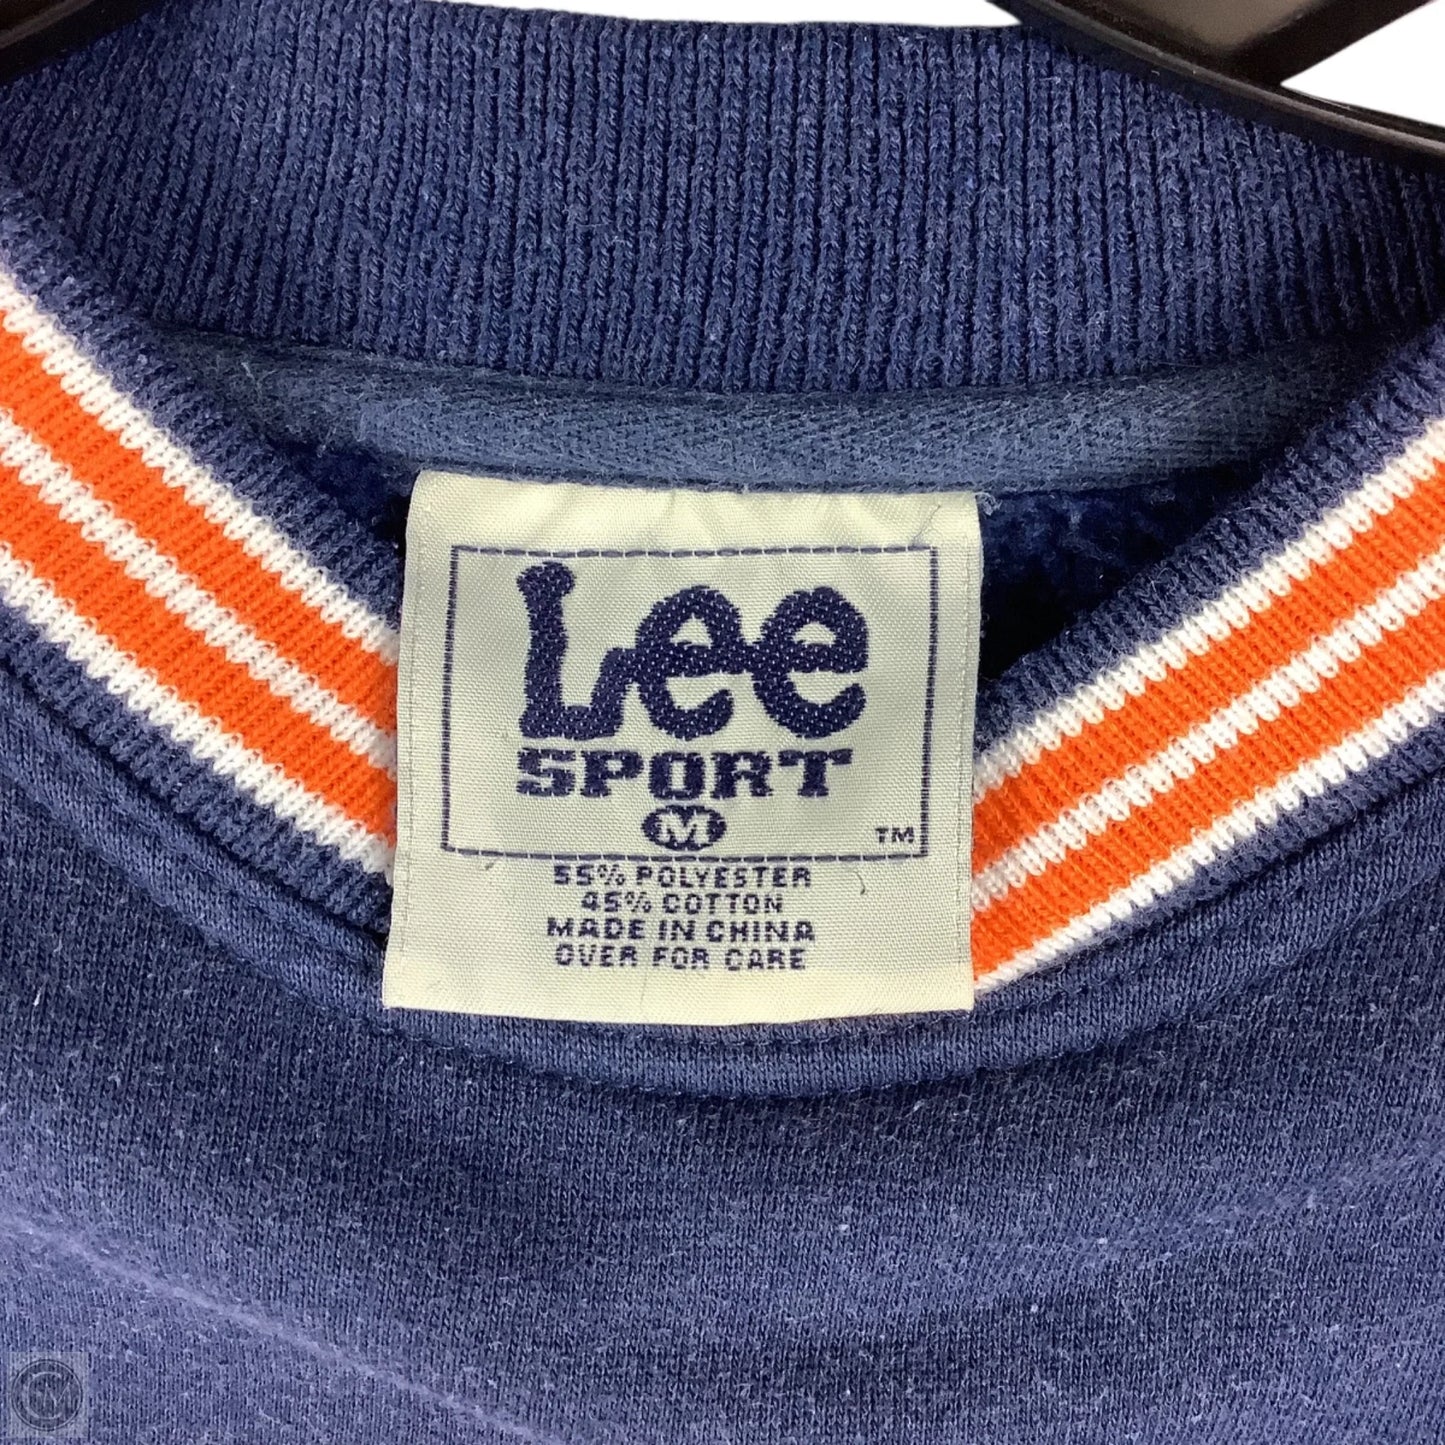 Lee
SPORT
M
TM
55% POLYESTER
45% COTTON
MADE IN CHINA
OVER FOR CARE